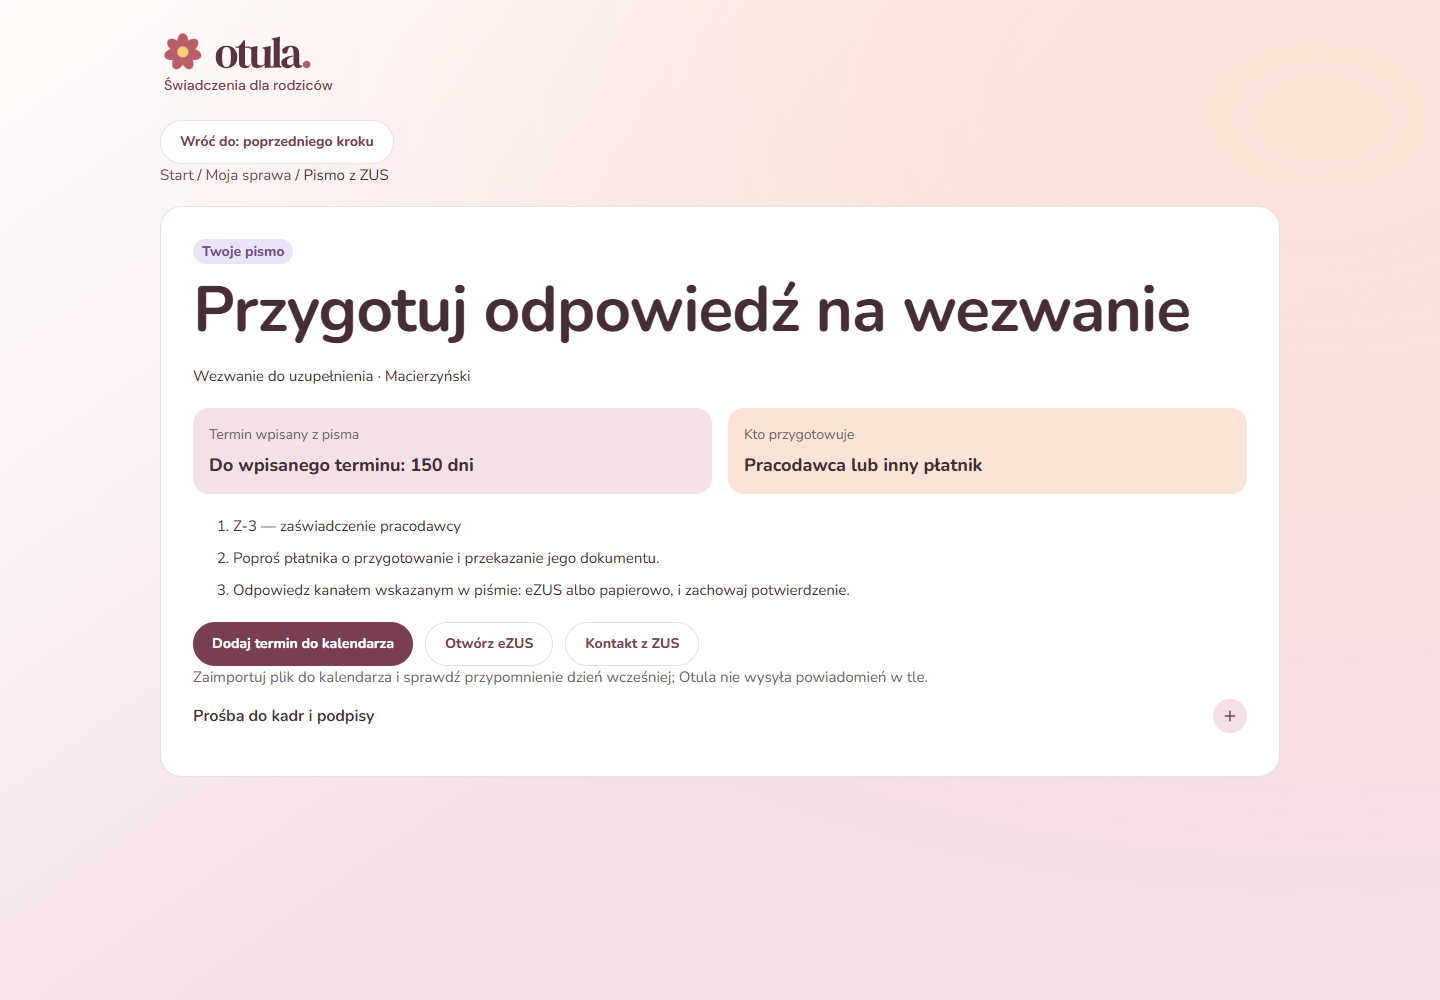 otula.
Świadczenia dla rodziców
Wróć do: poprzedniego kroku
Start / Moja sprawa / Pismo z ZUS
Twoje pismo
Przygotuj odpowiedź na wezwanie
Wezwanie do uzupełnienia · Macierzyński
Termin wpisany z pisma
Do wpisanego terminu: 150 dni
Kto przygotowuje
Pracodawca lub inny płatnik
1. Z-3 — zaświadczenie pracodawcy
2. Poproś płatnika o przygotowanie i przekazanie jego dokumentu.
3. Odpowiedz kanałem wskazanym w piśmie: eZUS albo papierowo, i zachowaj potwierdzenie.
Dodaj termin do kalendarza
Otwórz eZUS
Kontakt z ZUS
Zaimportuj plik do kalendarza i sprawdź przypomnienie dzień wcześniej; Otula nie wysyła powiadomień w tle.
Prośba do kadr i podpisy
+